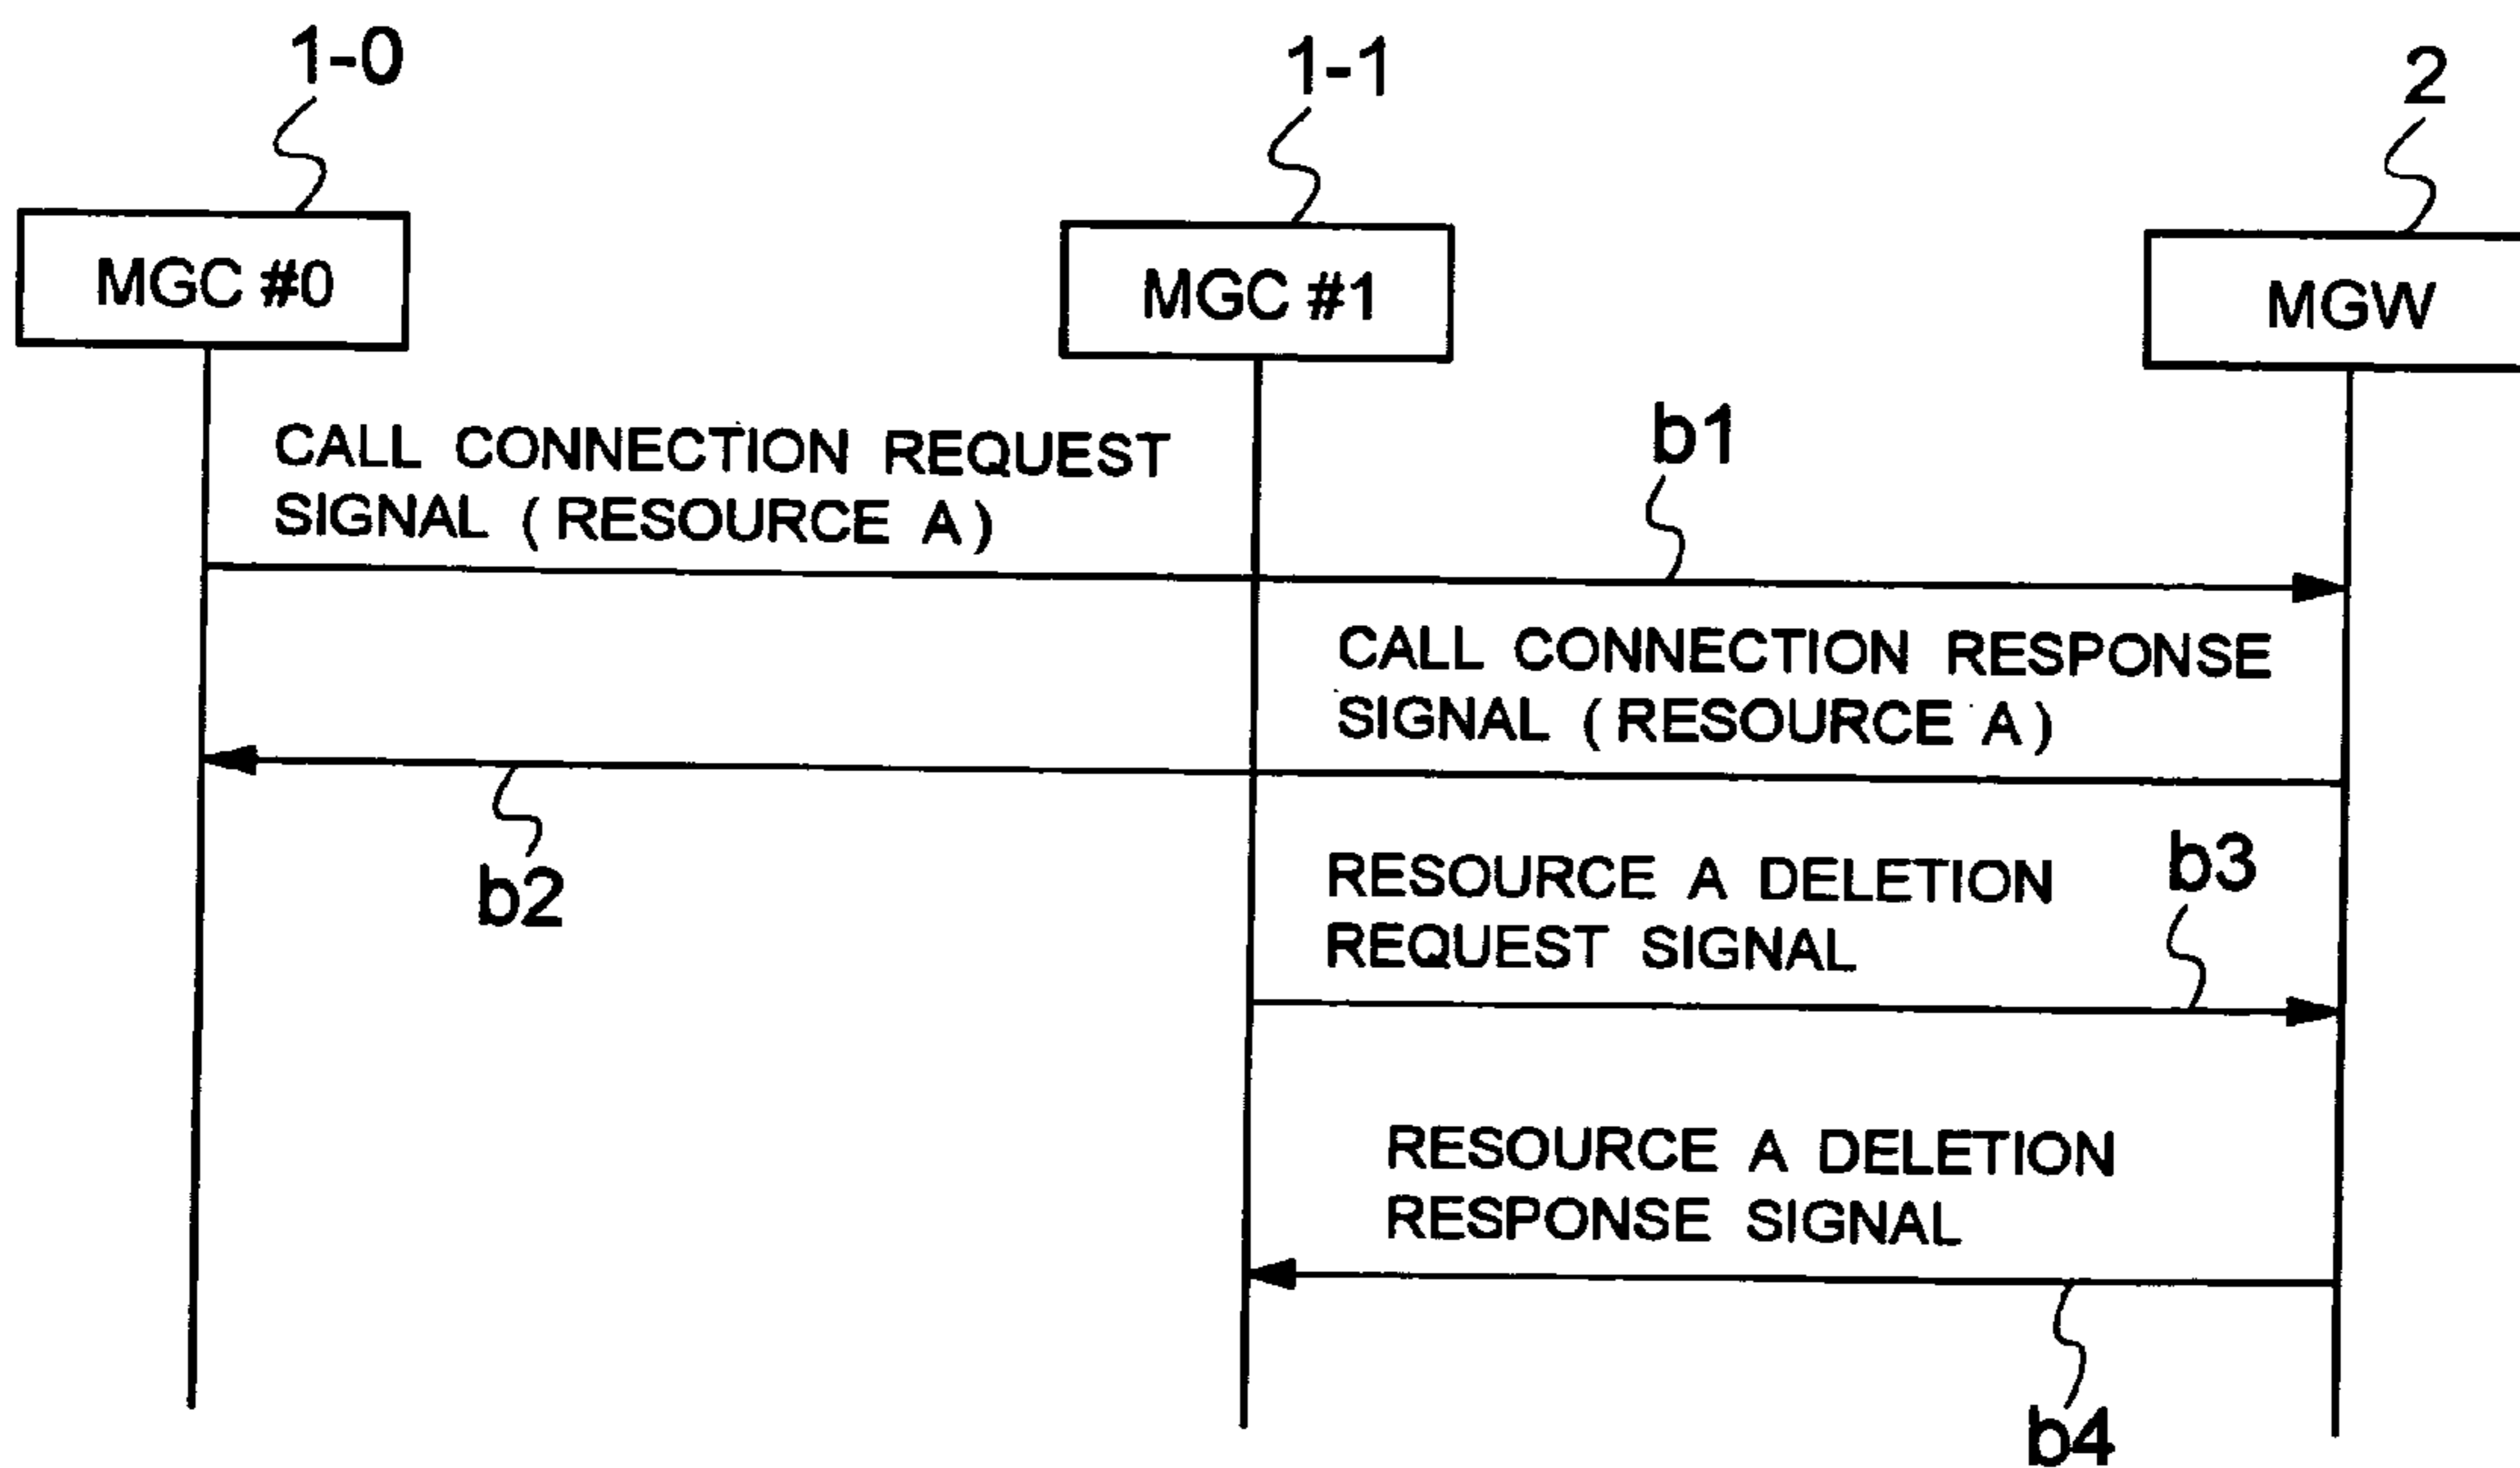 1-0
1-1
2
MGC #0
MGC #1
MGW
CALL CONNECTION REQUEST
SIGNAL (RESOURCE A)
b1
CALL CONNECTION RESPONSE
SIGNAL (RESOURCE A)
b2
RESOURCE A DELETION
REQUEST SIGNAL
b3
RESOURCE A DELETION
RESPONSE SIGNAL
b4